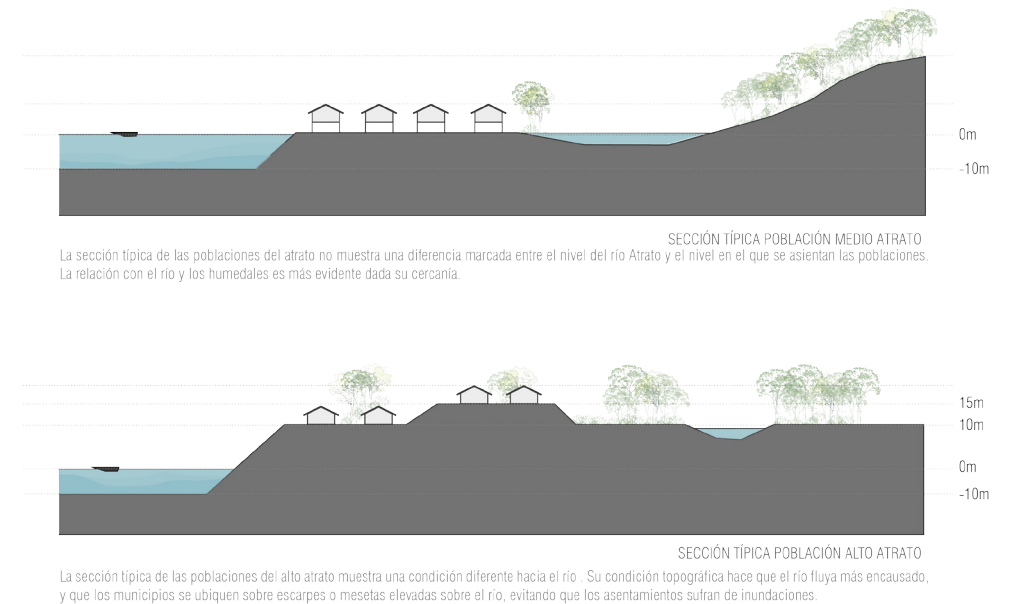 0m
-10m
SECCIÓN TÍPICA POBLACIÓN MEDIO ATRATO
La sección típica de las poblaciones del atrato no muestra una diferencia marcada entre el nivel del río Atrato y el nivel en el que se asientan las poblaciones.
La relación con el río y los humedales es más evidente dada su cercanía.
15m
10m
0m
-10m
SECCIÓN TÍPICA POBLACIÓN ALTO ATRATO
La sección típica de las poblaciones del alto atrato muestra una condición diferente hacia el río . Su condición topográfica hace que el río fluya más encausado,
y que los municipios se ubiquen sobre escarpes o mesetas elevadas sobre el río, evitando que los asentamientos sufran de inundaciones.